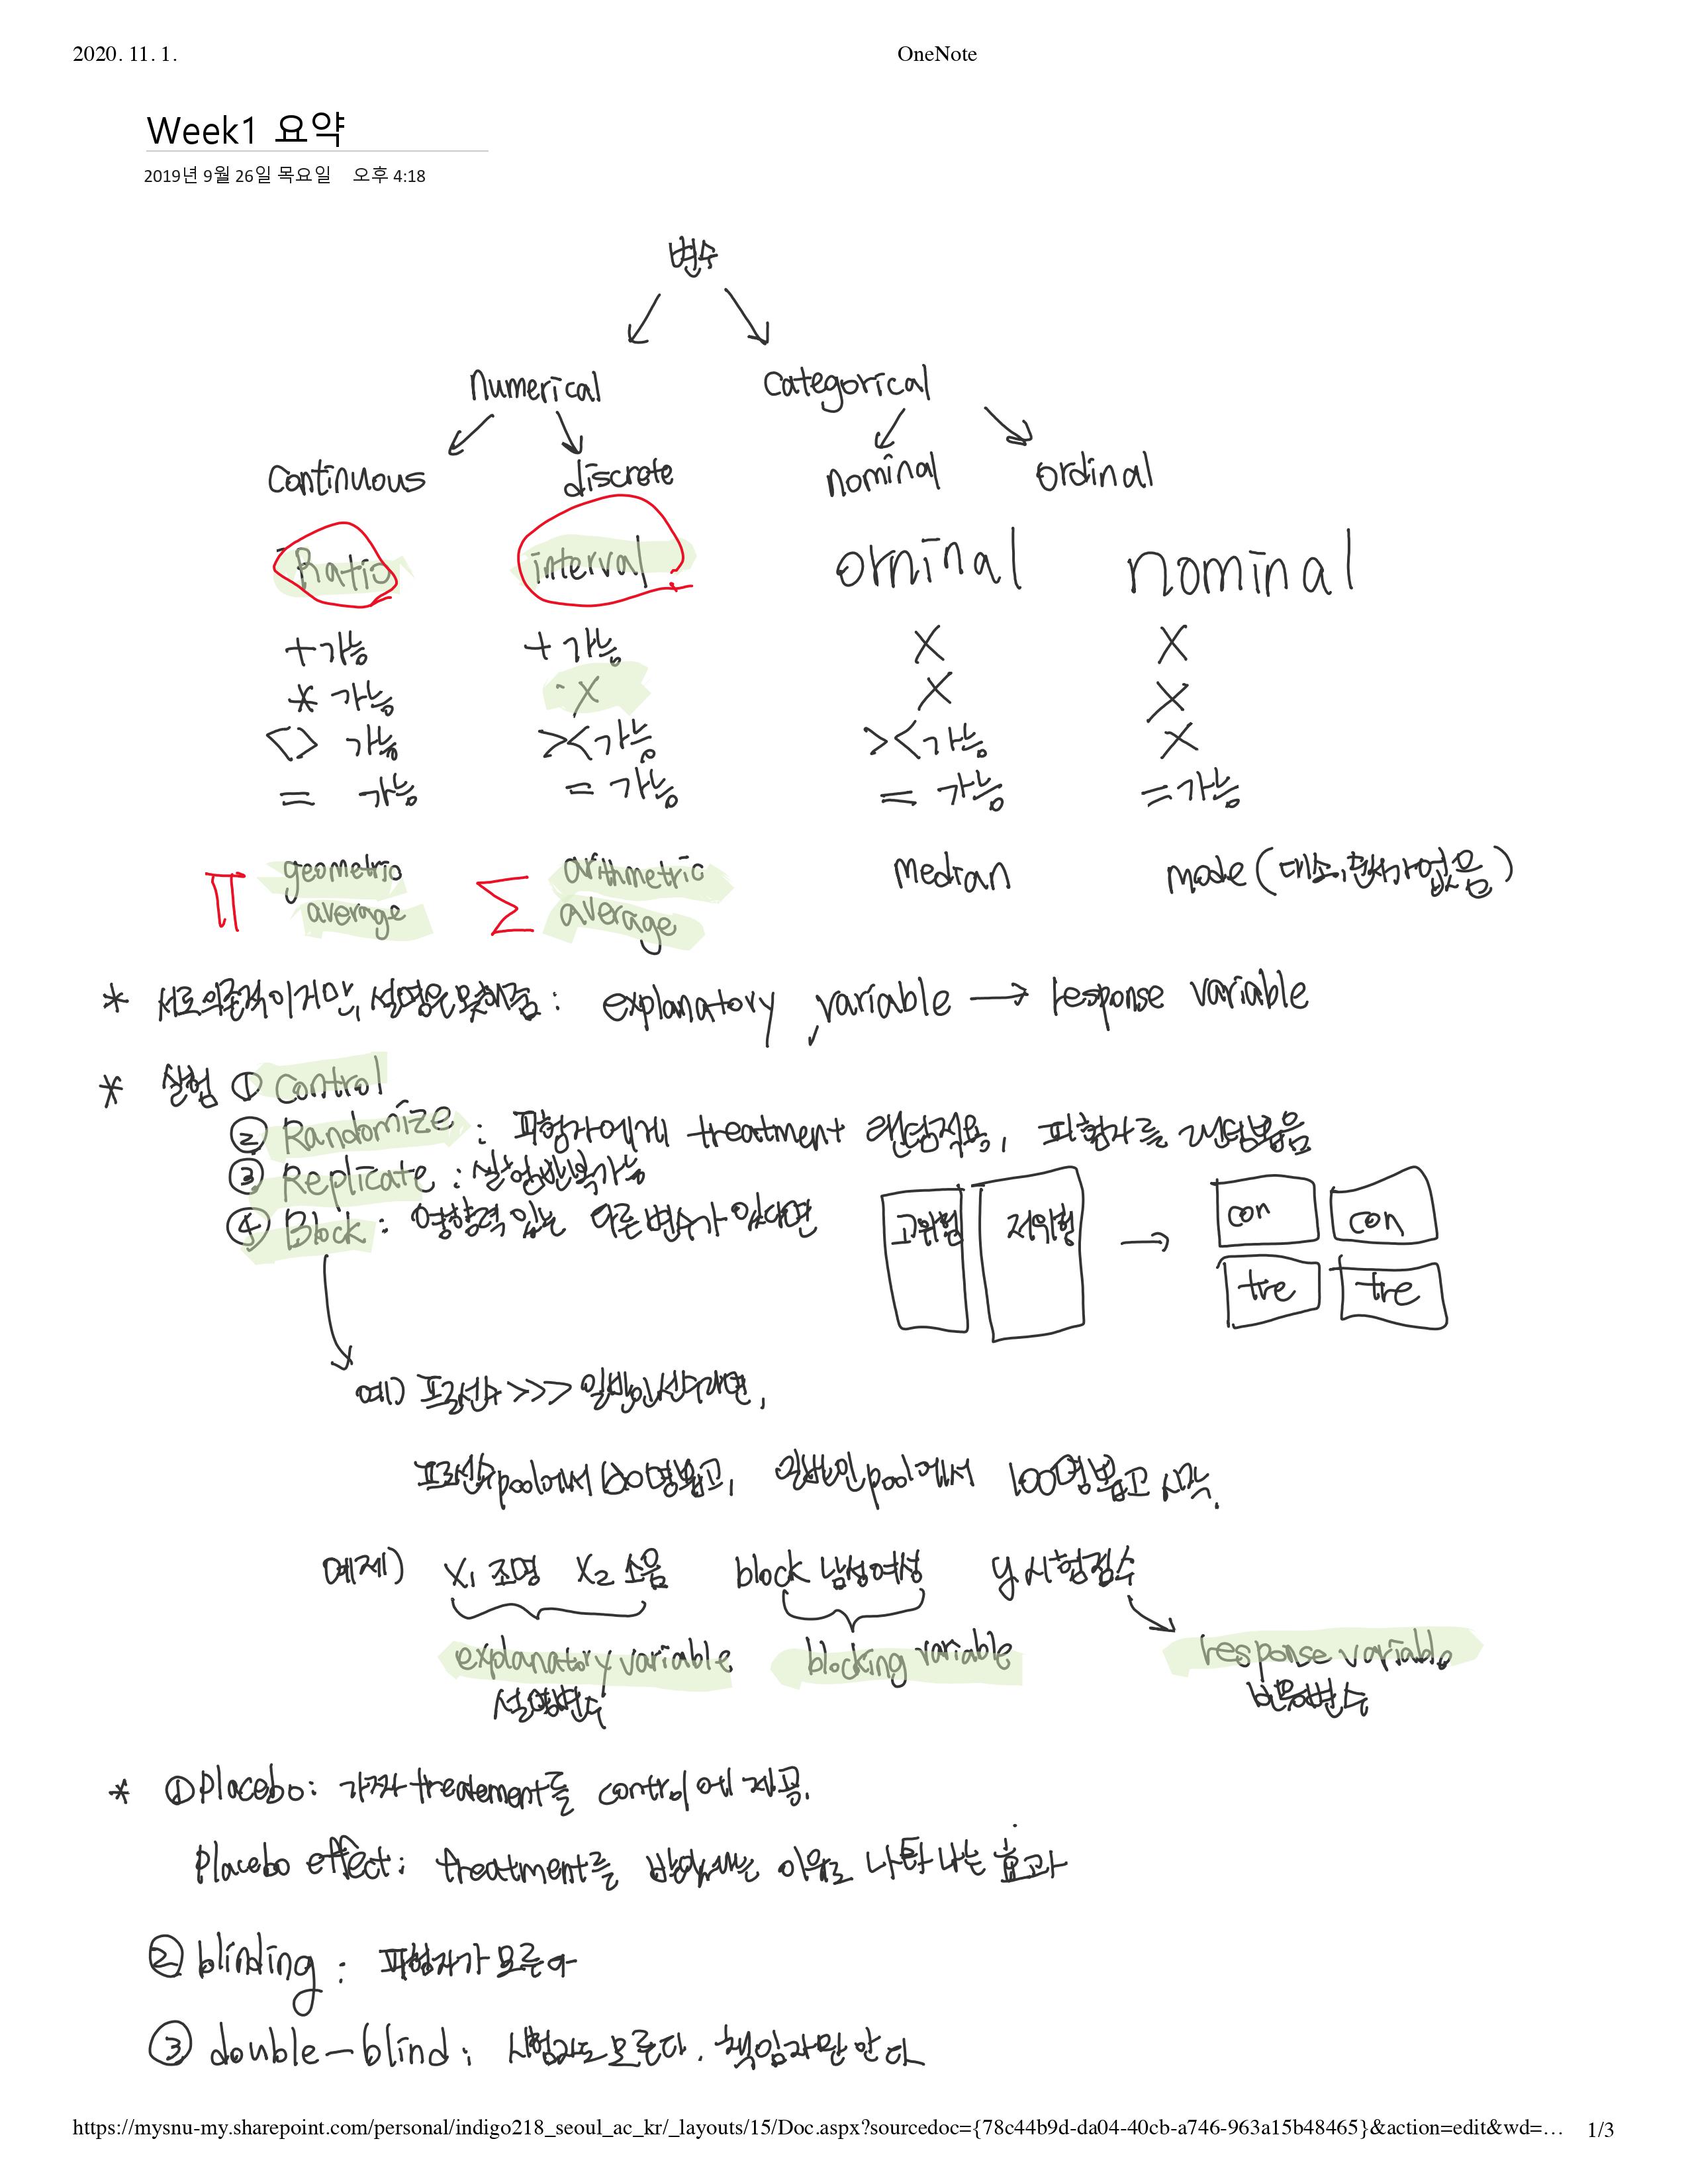 2020. 11. 1.
OneNote
Week1 요약
2019년 9월 26일 목요일 오후 4:18
변수
Numerical Categorical
Continuous discrete nominal ordinal
Ratio interval orninal nominal
+가능 + 가능 X X
* 가능 X X X
<> 가능 ><가능 ><가능 X
= 가능 = 가능 = 가능 =가능
∏ geometric ∑ arithmetric median mode (대소,편차가없음)
average average
* 서로의존적이지만, 설명은못해줌 : explanatory variable → response variable
* 실험 ① Control
② Randomize : 피험자에게 treatment 랜덤적용, 피험자를 랜덤뽑음
③ Replicate : 실험반복가능
④ Block : 영향력 있는 다른변수가 있다면
고위험 저위험 → con con
tre tre
예) 프로선수 >>> 일반인선수라면,
프로선수pool에서 100명뽑고, 일반인pool에서 100명뽑고 시작.
예제) X₁ 조명 X₂ 소음 block 남성여성 y 시험점수
explanatory variable blocking variable response variable
설명변수 반응변수
* ① Placebo: 가짜treatement를 control에제공.
Placebo effect: treatment를 받았다는 이유로 나타나는 효과
② blinding : 피험자가 모른다
③ double-blind : 시험자도모른다. 책임자만 안다
https://mysnu-my.sharepoint.com/personal/indigo218_seoul_ac_kr/_layouts/15/Doc.aspx?sourcedoc={78c44b9d-da04-40cb-a746-963a15b48465}&action=edit&wd=… 1/3